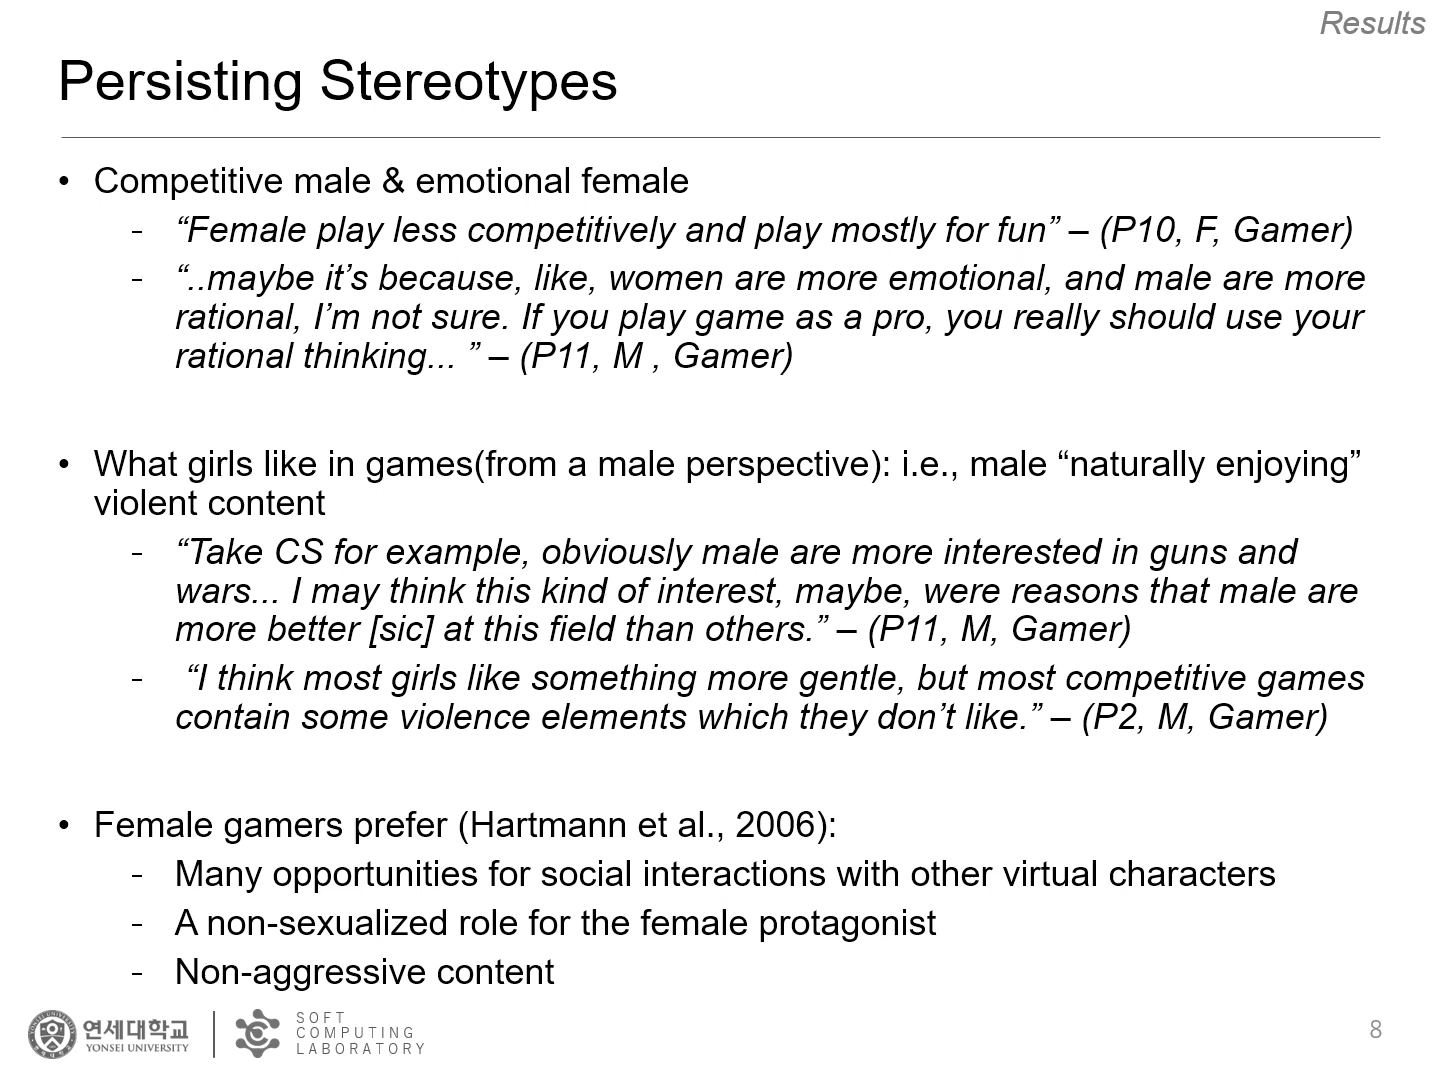 Results
Persisting Stereotypes
• Competitive male & emotional female
- “Female play less competitively and play mostly for fun” – (P10, F, Gamer)
- “..maybe it’s because, like, women are more emotional, and male are more
rational, I’m not sure. If you play game as a pro, you really should use your
rational thinking... ” – (P11, M , Gamer)
• What girls like in games(from a male perspective): i.e., male “naturally enjoying”
violent content
- “Take CS for example, obviously male are more interested in guns and
wars... I may think this kind of interest, maybe, were reasons that male are
more better [sic] at this field than others.” – (P11, M, Gamer)
- “I think most girls like something more gentle, but most competitive games
contain some violence elements which they don’t like.” – (P2, M, Gamer)
• Female gamers prefer (Hartmann et al., 2006):
- Many opportunities for social interactions with other virtual characters
- A non-sexualized role for the female protagonist
- Non-aggressive content
연세대학교
YONSEI UNIVERSITY
SOFT
COMPUTING
LABORATORY
8